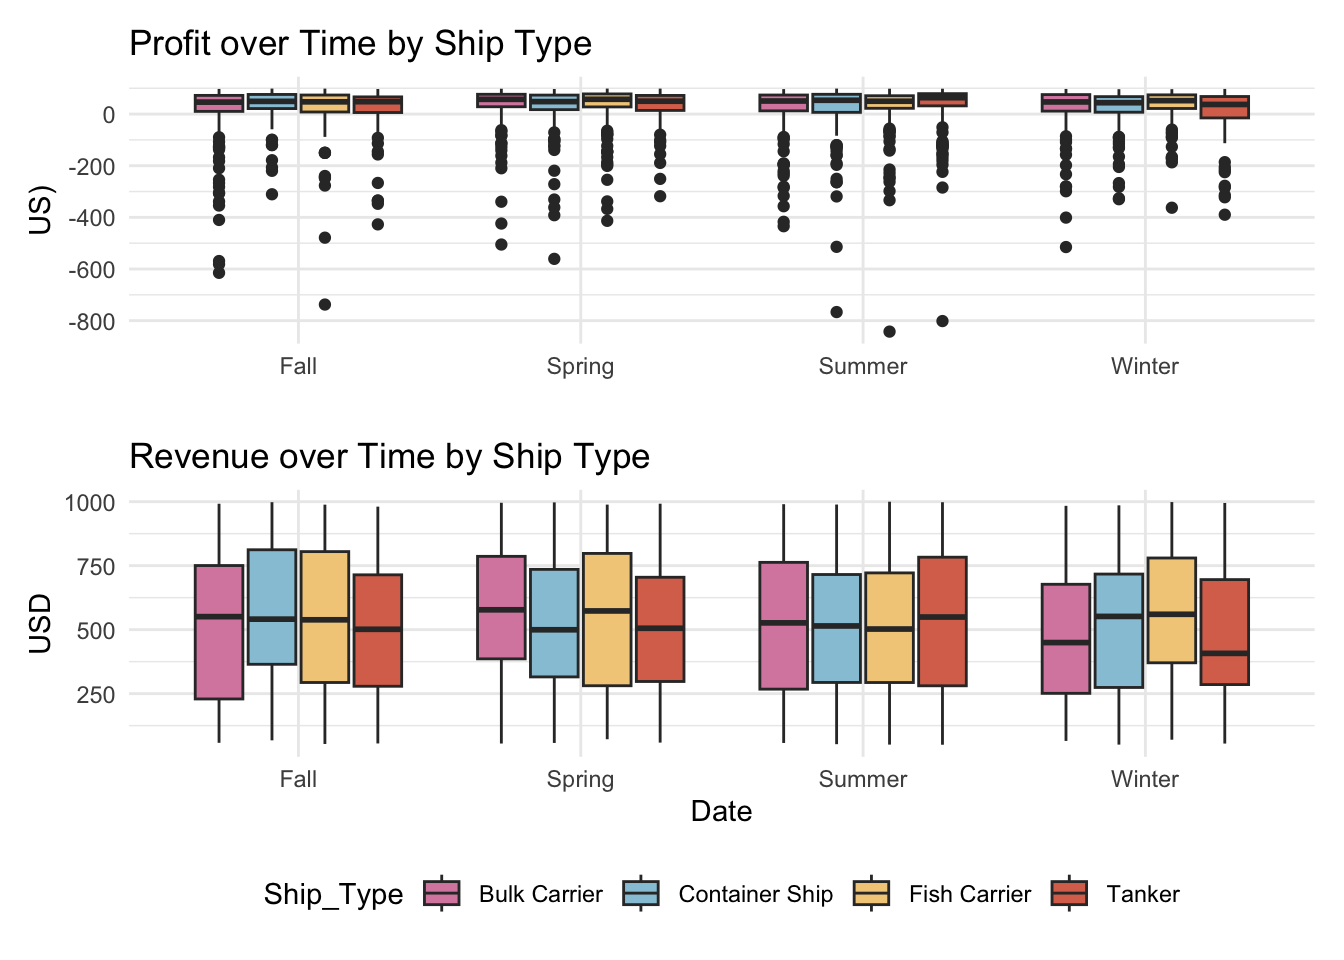 Profit over Time by Ship Type
US)
0
-200
-400
-600
-800
Fall Spring Summer Winter
Revenue over Time by Ship Type
USD
1000
750
500
250
Fall Spring Summer Winter
Date
Ship_Type Bulk Carrier Container Ship Fish Carrier Tanker